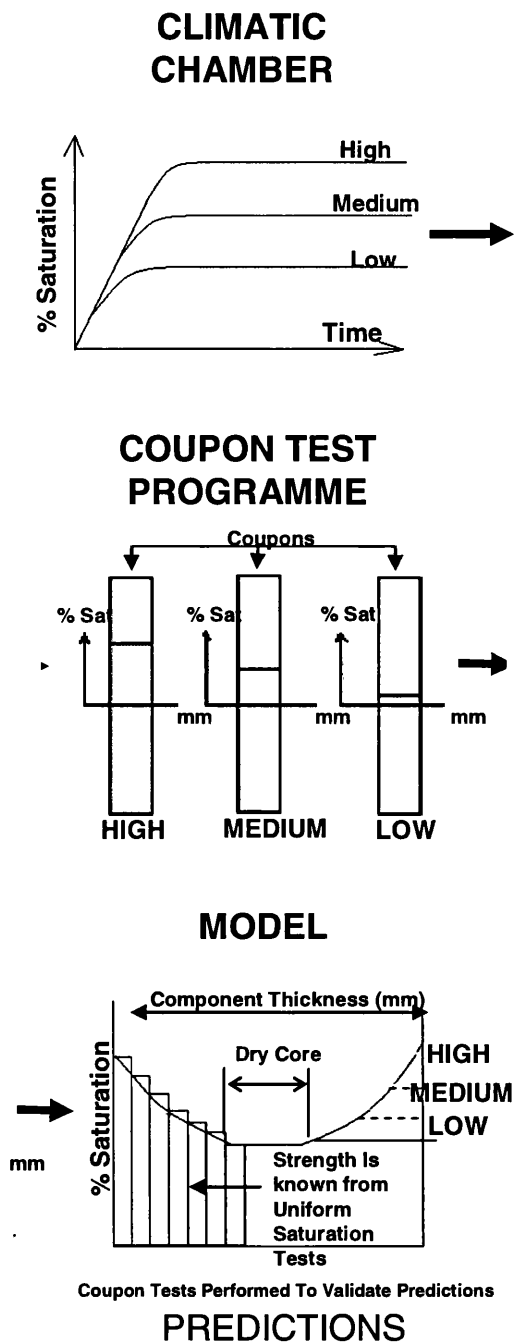 CLIMATIC
CHAMBER
% Saturation
High
Medium
Low
Time
COUPON TEST
PROGRAMME
Coupons
% Sat
% Sat
% Sat
mm
mm
mm
HIGH
MEDIUM
LOW
MODEL
Component Thickness (mm)
Dry Core
% Saturation
HIGH
MEDIUM
LOW
mm
Strength Is
known from
Uniform
Saturation
Tests
Coupon Tests Performed To Validate Predictions
PREDICTIONS